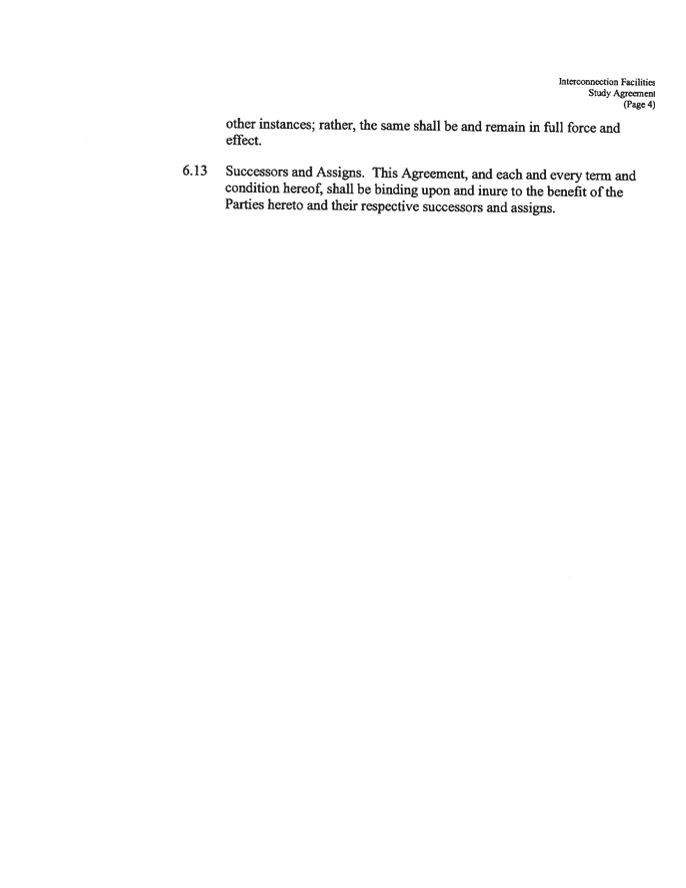 Interconnection Facilities
Study Agreement
(Page 4)
other instances; rather, the same shall be and remain in full force and
effect.
6.13 Successors and Assigns. This Agreement, and each and every term and
condition hereof, shall be binding upon and inure to the benefit of the
Parties hereto and their respective successors and assigns.